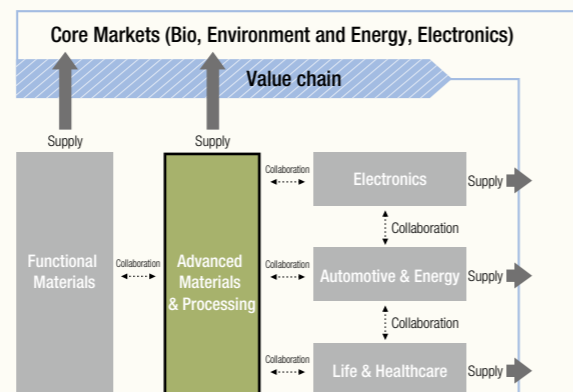 Core Markets (Bio, Environment and Energy, Electronics)
Value chain
Supply
Supply
Collaboration
Electronics
Supply
Collaboration
Functional
Materials
Collaboration
Advanced
Materials
& Processing
Collaboration
Automotive & Energy
Supply
Collaboration
Collaboration
Life & Healthcare
Supply